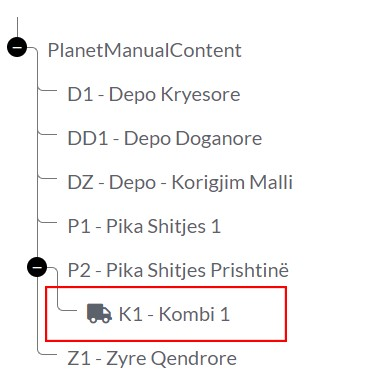 PlanetManualContent
D1 - Depo Kryesore
DD1 - Depo Doganore
DZ - Depo - Korigjim Malli
P1 - Pika Shitjes 1
P2 - Pika Shitjes Prishtinë
K1 - Kombi 1
Z1 - Zyre Qendrore